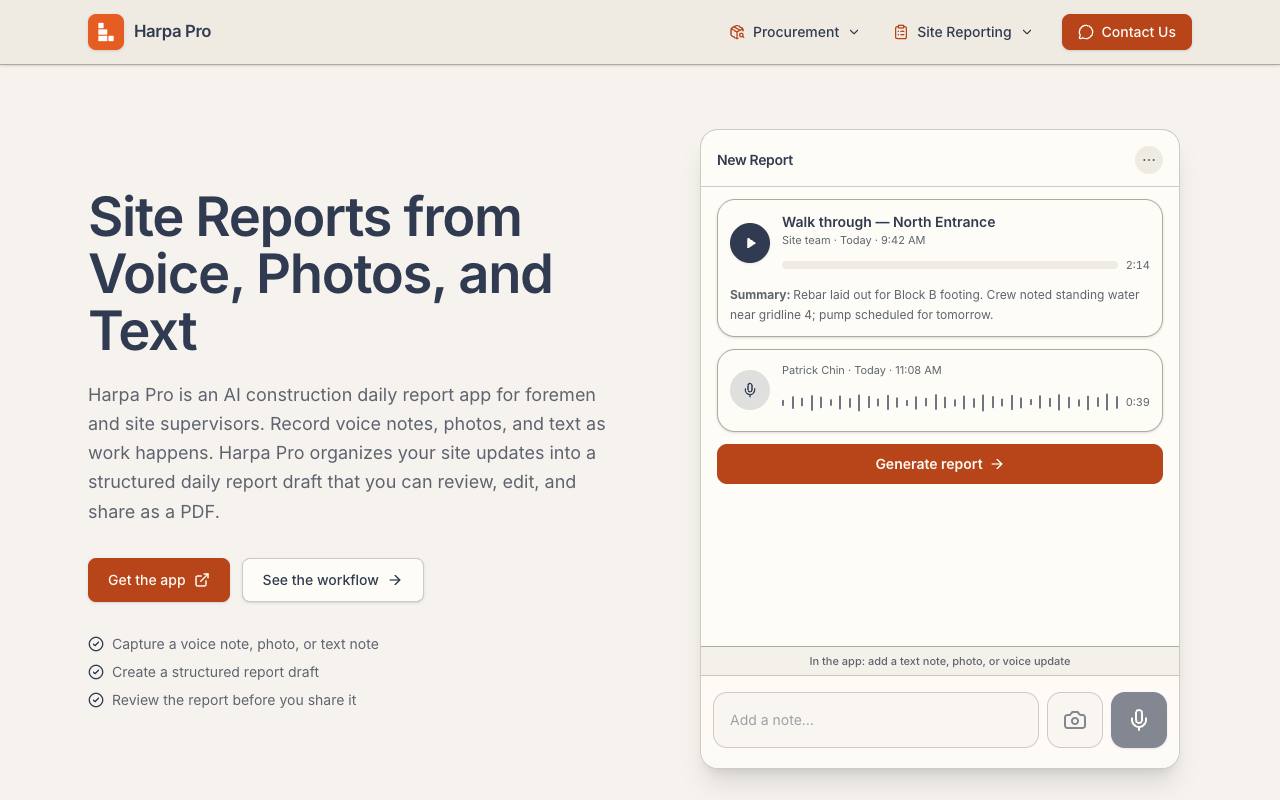 Harpa Pro
Procurement
Site Reporting
Contact Us
Site Reports from
Voice, Photos, and
Text
Harpa Pro is an AI construction daily report app for foremen
and site supervisors. Record voice notes, photos, and text as
work happens. Harpa Pro organizes your site updates into a
structured daily report draft that you can review, edit, and
share as a PDF.
Get the app
See the workflow
Capture a voice note, photo, or text note
Create a structured report draft
Review the report before you share it
New Report
Walk through — North Entrance
Site team · Today · 9:42 AM
2:14
Summary: Rebar laid out for Block B footing. Crew noted standing water
near gridline 4; pump scheduled for tomorrow.
Patrick Chin · Today · 11:08 AM
0:39
Generate report
In the app: add a text note, photo, or voice update
Add a note...